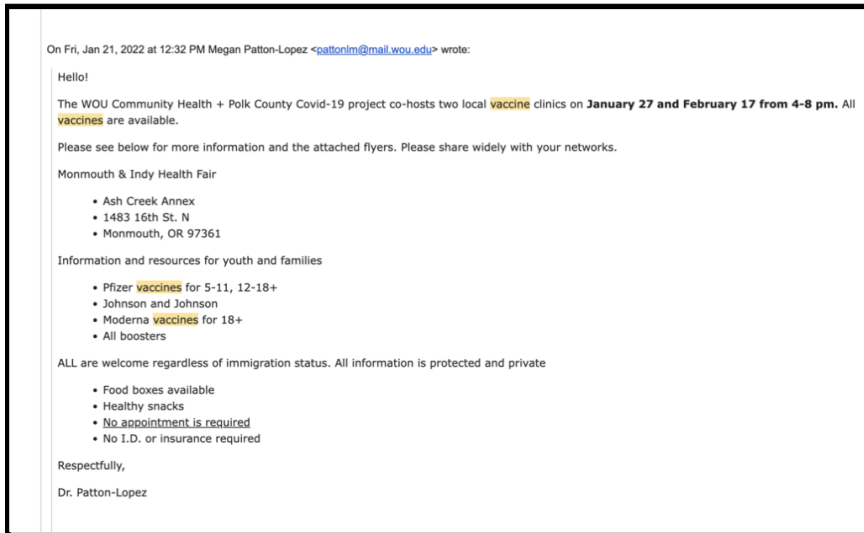 On Fri, Jan 21, 2022 at 12:32 PM Megan Patton-Lopez <pattonlm@mail.wou.edu> wrote:
Hello!
The WOU Community Health + Polk County Covid-19 project co-hosts two local vaccine clinics on January 27 and February 17 from 4-8 pm. All
vaccines are available.
Please see below for more information and the attached flyers. Please share widely with your networks.
Monmouth & Indy Health Fair
• Ash Creek Annex
• 1483 16th St. N
• Monmouth, OR 97361
Information and resources for youth and families
• Pfizer vaccines for 5-11, 12-18+
• Johnson and Johnson
• Moderna vaccines for 18+
• All boosters
ALL are welcome regardless of immigration status. All information is protected and private
• Food boxes available
• Healthy snacks
• No appointment is required
• No I.D. or insurance required
Respectfully,
Dr. Patton-Lopez